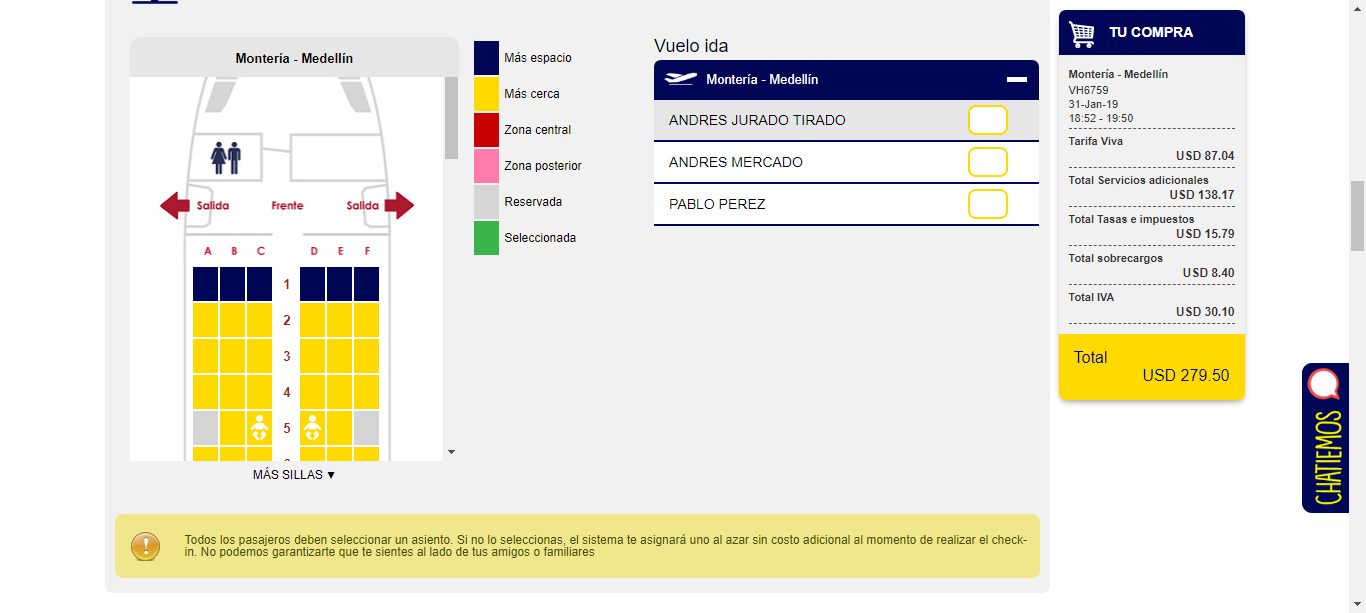 Montería - Medellín
Salida Frente Salida
A B C D E F
1
2
3
4
5
MÁS SILLAS ▼
Más espacio
Más cerca
Zona central
Zona posterior
Reservada
Seleccionada
Vuelo ida
Montería - Medellín
ANDRES JURADO TIRADO
ANDRES MERCADO
PABLO PEREZ
Todos los pasajeros deben seleccionar un asiento. Si no lo seleccionas, el sistema te asignará uno al azar sin costo adicional al momento de realizar el check-
in. No podemos garantizarte que te sientes al lado de tus amigos o familiares
TU COMPRA
Montería - Medellín
VH6759
31-Jan-19
18:52 - 19:50
Tarifa Viva
USD 87.04
Total Servicios adicionales
USD 138.17
Total Tasas e impuestos
USD 15.79
Total sobrecargos
USD 8.40
Total IVA
USD 30.10
Total
USD 279.50
CHATIEMOS